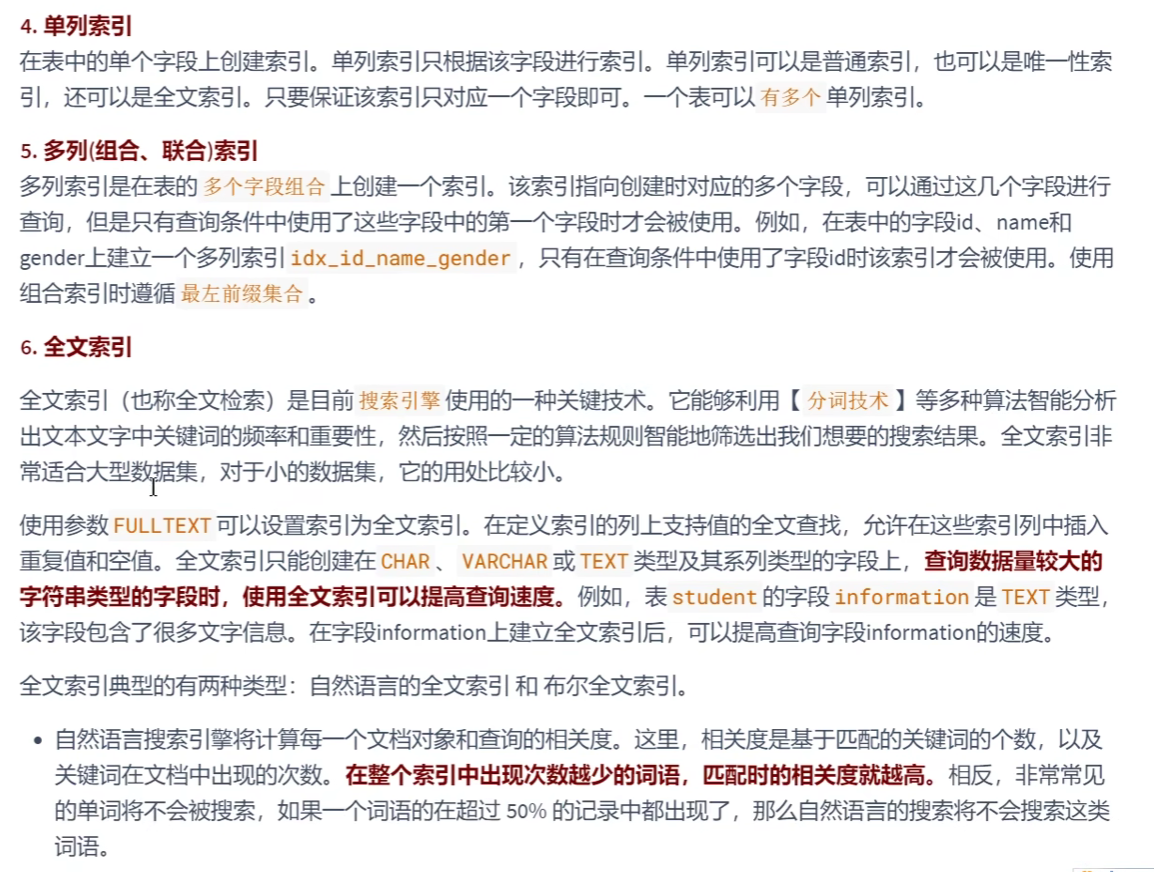 4. 单列索引
在表中的单个字段上创建索引。单列索引只根据该字段进行索引。单列索引可以是普通索引，也可以是唯一性索
引，还可以是全文索引。只要保证该索引只对应一个字段即可。一个表可以 有多个 单列索引。
5. 多列(组合、联合)索引
多列索引是在表的 多个字段组合 上创建一个索引。该索引指向创建时对应的多个字段，可以通过这几个字段进行
查询，但是只有查询条件中使用了这些字段中的第一个字段时才会被使用。例如，在表中的字段id、name和
gender上建立一个多列索引 idx_id_name_gender ，只有在查询条件中使用了字段id时该索引才会被使用。使用
组合索引时遵循 最左前缀集合 。
6. 全文索引
全文索引（也称全文检索）是目前 搜索引擎 使用的一种关键技术。它能够利用【 分词技术 】等多种算法智能分析
出文本文字中关键词的频率和重要性，然后按照一定的算法规则智能地筛选出我们想要的搜索结果。全文索引非
常适合大型数据集，对于小的数据集，它的用处比较小。
使用参数 FULLTEXT 可以设置索引为全文索引。在定义索引的列上支持值的全文查找，允许在这些索引列中插入
重复值和空值。全文索引只能创建在 CHAR 、 VARCHAR 或 TEXT 类型及其系列类型的字段上，查询数据量较大的
字符串类型的字段时，使用全文索引可以提高查询速度。例如，表 student 的字段 information 是 TEXT 类型，
该字段包含了很多文字信息。在字段information上建立全文索引后，可以提高查询字段information的速度。
全文索引典型的有两种类型：自然语言的全文索引 和 布尔全文索引。
• 自然语言搜索引擎将计算每一个文档对象和查询的相关度。这里，相关度是基于匹配的关键词的个数，以及
关键词在文档中出现的次数。在整个索引中出现次数越少的词语，匹配时的相关度就越高。相反，非常常见
的单词将不会被搜索，如果一个词语的在超过 50% 的记录中都出现了，那么自然语言的搜索将不会搜索这类
词语。